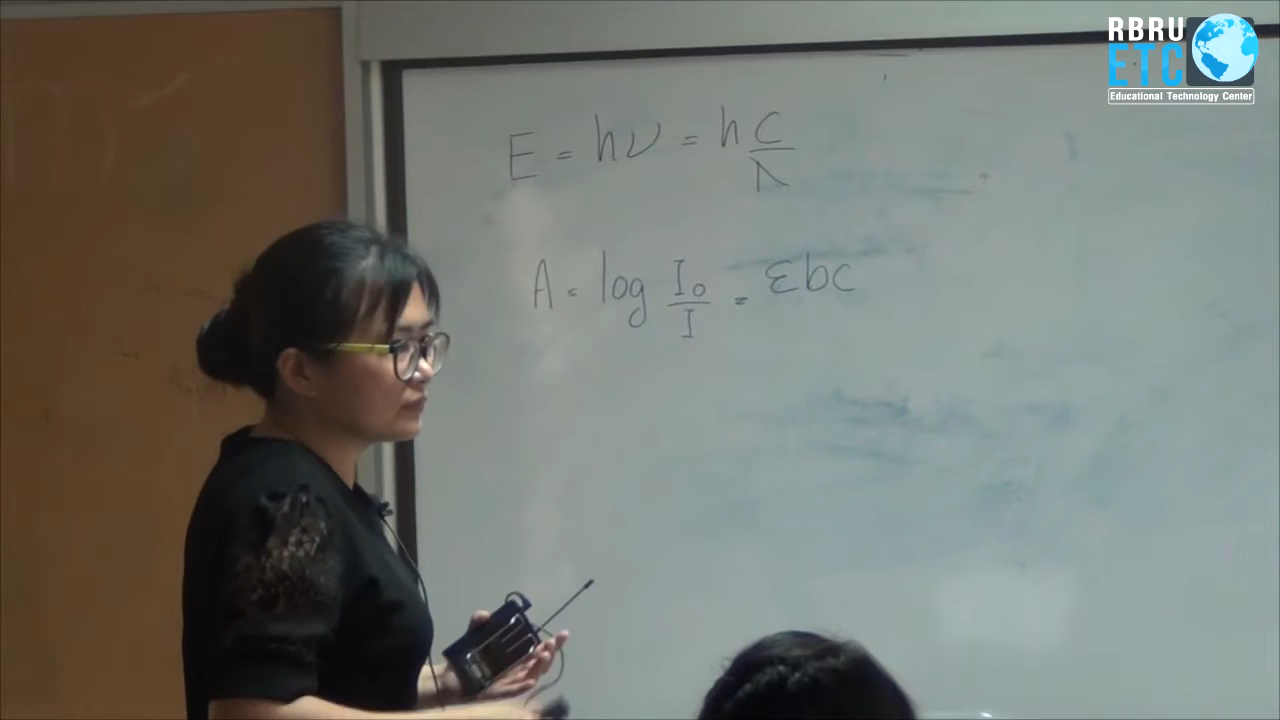 RBRU
ETC
Educational Technology Center
E = hν = h c/λ
A = log I₀/I = εbc